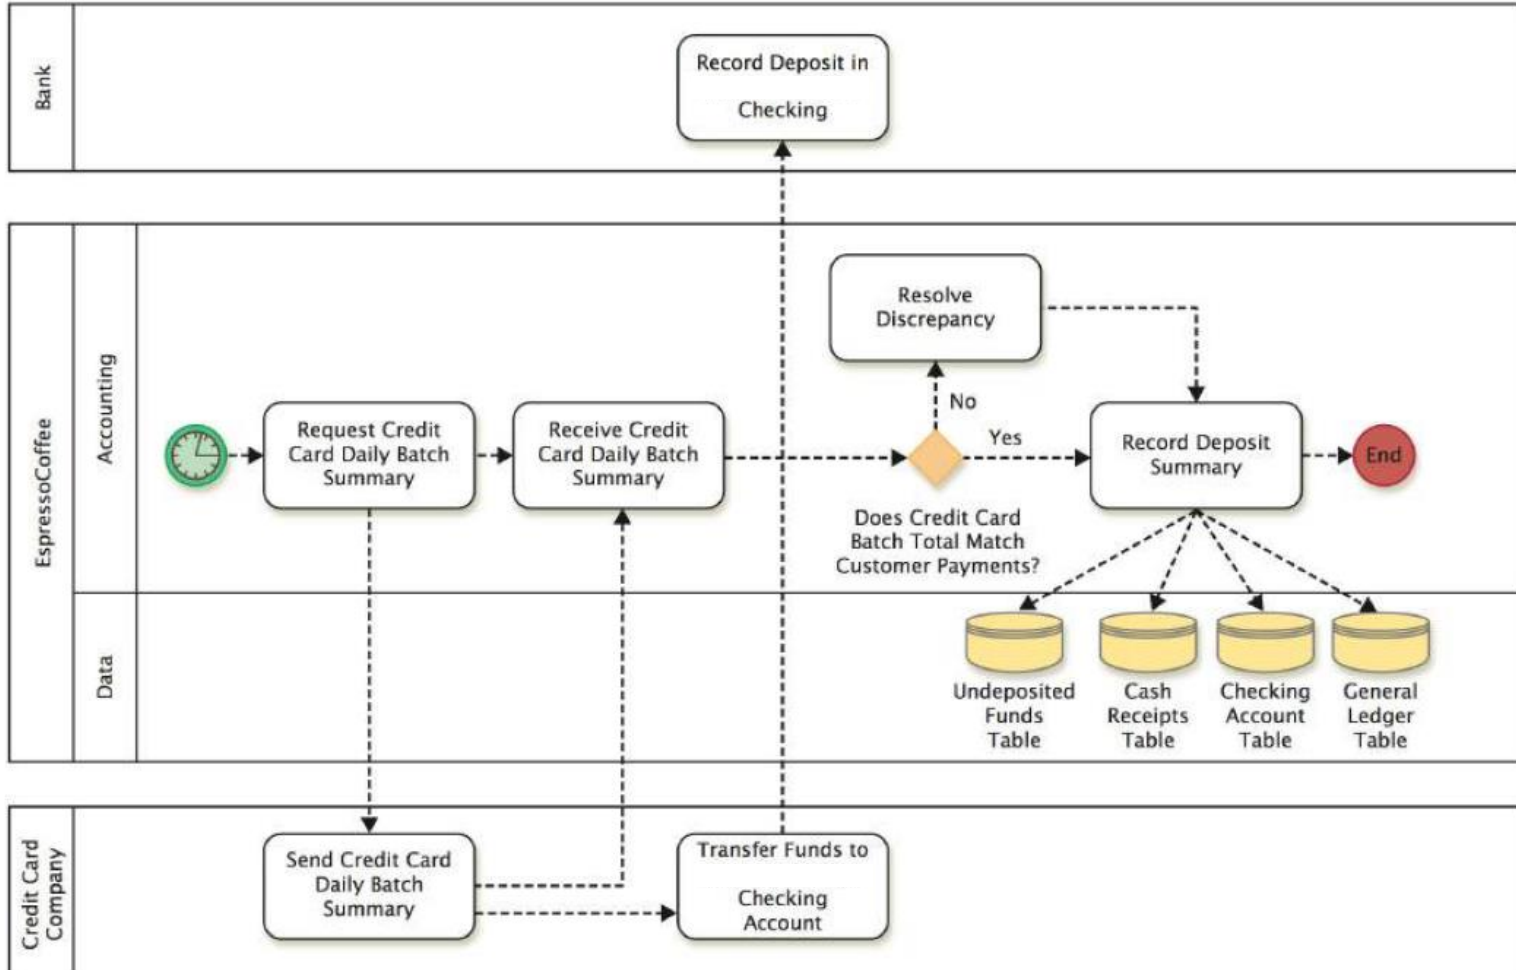 Bank
Record Deposit in
Checking
EspressoCoffee
Accounting
Request Credit
Card Daily Batch
Summary
Receive Credit
Card Daily Batch
Summary
Resolve
Discrepancy
No
Yes
Does Credit Card
Batch Total Match
Customer Payments?
Record Deposit
Summary
End
Data
Undeposited
Funds
Table
Cash
Receipts
Table
Checking
Account
Table
General
Ledger
Table
Credit Card
Company
Send Credit Card
Daily Batch
Summary
Transfer Funds to
Checking
Account